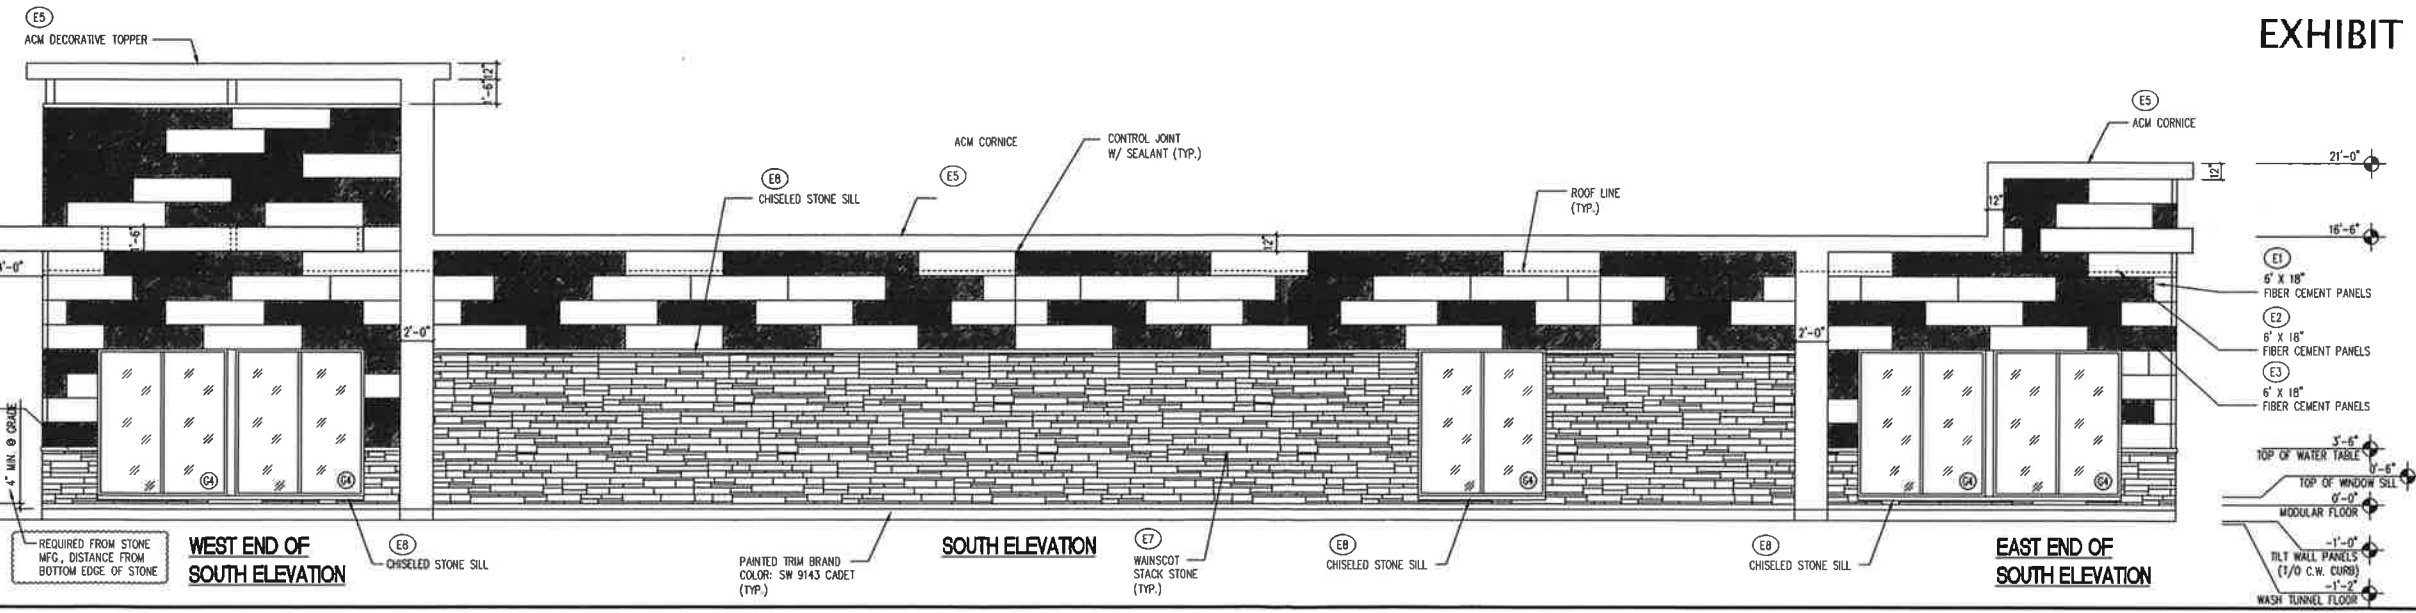 EXHIBIT
E5
ACM DECORATIVE TOPPER
12"
1'-6"
E5
ACM CORNICE
ACM CORNICE
E5
CONTROL JOINT
W/ SEALANT (TYP.)
E8
CHISELED STONE SILL
ROOF LINE
(TYP.)
12"
12"
21'-0"
16'-6"
1'-6"
12"
2'-0"
2'-0"
E1
6' X 18"
FIBER CEMENT PANELS
E2
6' X 18"
FIBER CEMENT PANELS
E3
6' X 18"
FIBER CEMENT PANELS
4" MIN. @ GRADE
G4
G4
G4
G4
G4
3'-6"
TOP OF WATER TABLE
0'-6"
TOP OF WINDOW SILL
0'-0"
MODULAR FLOOR
-1'-0"
TILT WALL PANELS
(T/O C.W. CURB)
-1'-2"
WASH TUNNEL FLOOR
REQUIRED FROM STONE
MFG., DISTANCE FROM
BOTTOM EDGE OF STONE
WEST END OF
SOUTH ELEVATION
E8
CHISELED STONE SILL
PAINTED TRIM BRAND
COLOR: SW 9143 CADET
(TYP.)
SOUTH ELEVATION
E7
WAINSCOT
STACK STONE
(TYP.)
E8
CHISELED STONE SILL
E8
CHISELED STONE SILL
EAST END OF
SOUTH ELEVATION